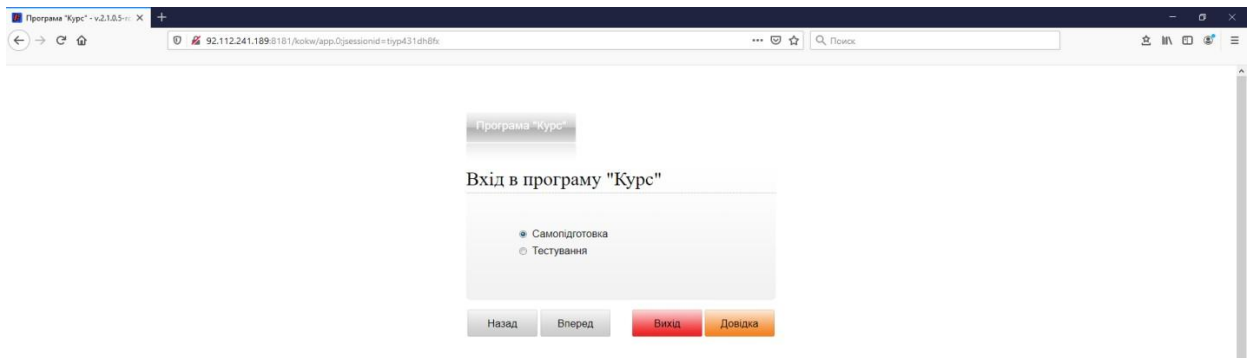 Програма "Курс" - v.2.1.0.5-rc
92.112.241.189:8181/kokw/app.0;jsessionid=tiyp431dh8fx
Поиск
Програма "Курс"
Вхід в програму "Курс"
Самопідготовка
Тестування
Назад Вперед Вихід Довідка